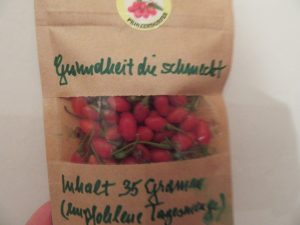 Gesundheit die schmeckt
Inhalt 35 Gramm
(empfohlene Tagesmenge)